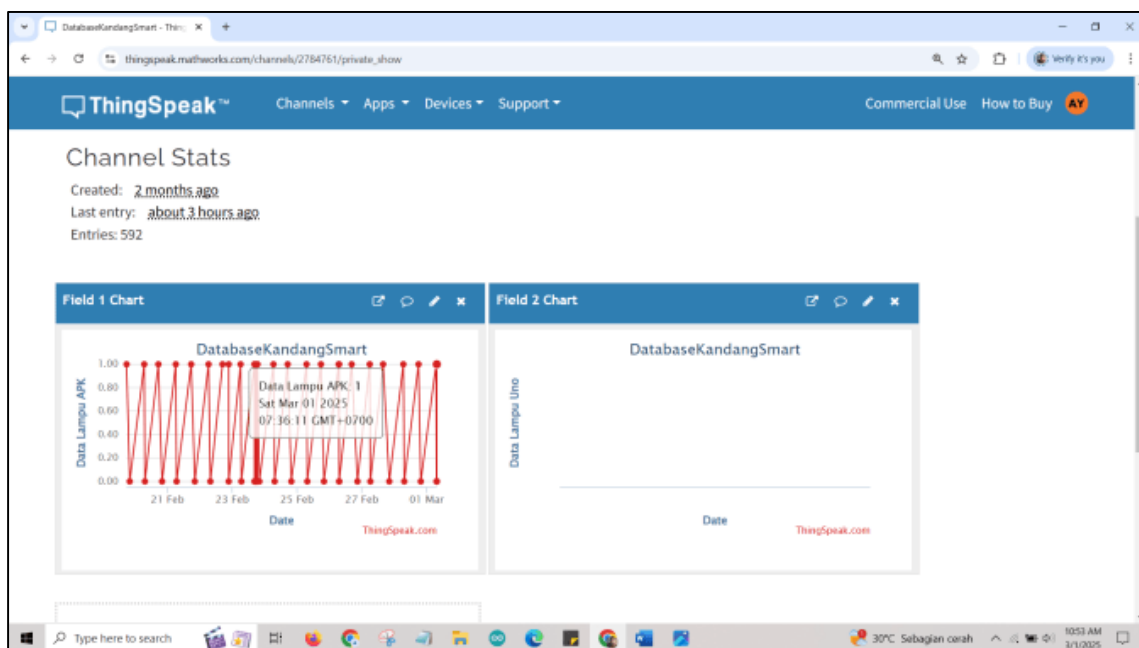 DatabaseKandangSmart - Thin
thingspeak.mathworks.com/channels/2784761/private_show
Verify it's you
ThingSpeak™
Channels
Apps
Devices
Support
Commercial Use
How to Buy
AY
Channel Stats
Created: 2 months ago
Last entry: about 3 hours ago
Entries: 592
Field 1 Chart
DatabaseKandangSmart
Data Lampu APK
1.00
0.80
0.60
0.40
0.20
0.00
Data Lampu APK: 1
Sat Mar 01 2025
07:36:11 GMT+0700
21 Feb
23 Feb
25 Feb
27 Feb
01 Mar
Date
ThingSpeak.com
Field 2 Chart
DatabaseKandangSmart
Data Lampu Uno
Date
ThingSpeak.com
Type here to search
30°C Sebagian cerah
10:53 AM
3/1/2025